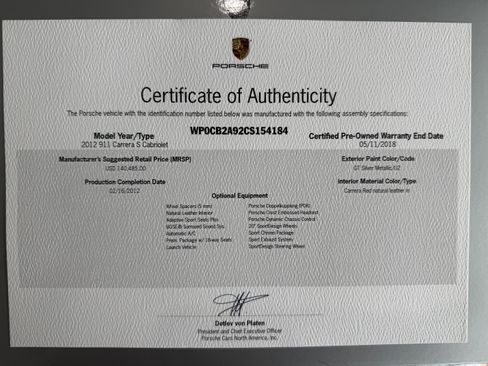 PORSCHE
Certificate of Authenticity
The Porsche vehicle with the identification number listed below was manufactured with the following assembly specifications:
WP0CB2A92CS154184
Model Year/Type
2012 911 Carrera S Cabriolet
Certified Pre-Owned Warranty End Date
05/11/2018
Manufacturer's Suggested Retail Price (MRSP)
USD 140,485.00
Exterior Paint Color/Code
GT Silver Metallic/U2
Production Completion Date
02/16/2012
Interior Material Color/Type
Carrera Red natural leather in
Optional Equipment
Wheel Spacers (5 mm)
Natural Leather Interior
Adaptive Sport Seats Plus
BOSE® Surround Sound Sys.
Automatic A/C
Prem. Package w/ 18-way Seats
Launch Vehicle
Porsche Doppelkupplung (PDK)
Porsche Crest Embossed Headrest
Porsche Dynamic Chassis Control
20" SportDesign Wheels
Sport Chrono Package
Sport Exhaust System
SportDesign Steering Wheel
Detlev von Platen
President and Chief Executive Officer
Porsche Cars North America, Inc.